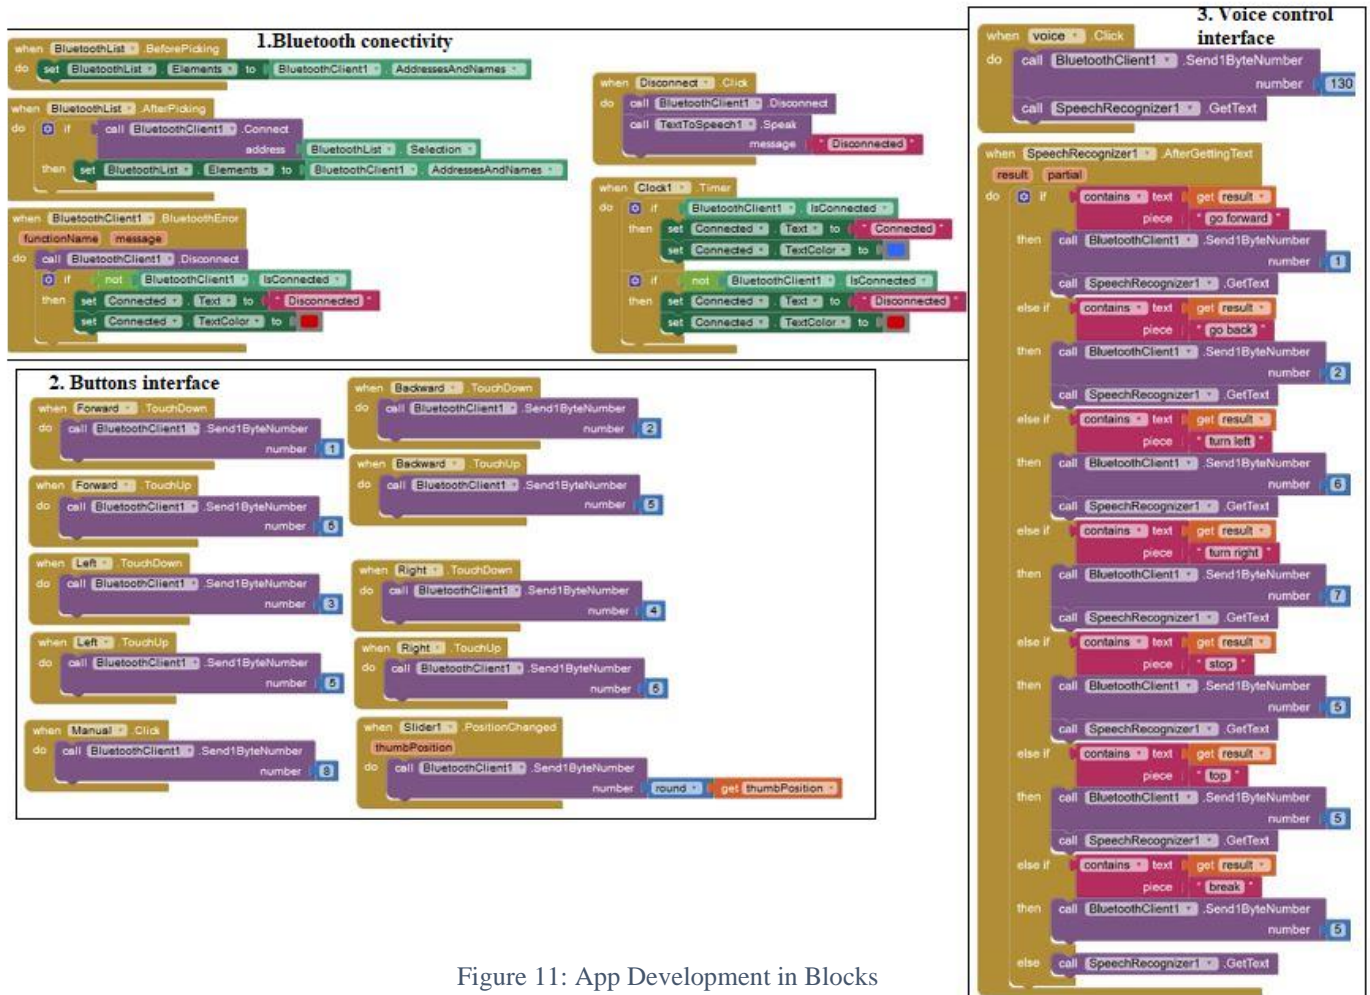 1.Bluetooth conectivity
when BluetoothList .BeforePicking
do set BluetoothList . Elements to BluetoothClient1 . AddressesAndNames
when BluetoothList .AfterPicking
do if call BluetoothClient1 .Connect
address BluetoothList . Selection
then set BluetoothList . Elements to BluetoothClient1 . AddressesAndNames
when BluetoothClient1 .BluetoothError
functionName message
do call BluetoothClient1 .Disconnect
if not BluetoothClient1 . IsConnected
then set Connected . Text to " Disconnected "
set Connected . TextColor to
when Disconnect .Click
do call BluetoothClient1 .Disconnect
call TextToSpeech1 .Speak
message " Disconnected "
when Clock1 .Timer
do if BluetoothClient1 . IsConnected
then set Connected . Text to " Connected "
set Connected . TextColor to
if not BluetoothClient1 . IsConnected
then set Connected . Text to " Disconnected "
set Connected . TextColor to
2. Buttons interface
when Forward .TouchDown
do call BluetoothClient1 .Send1ByteNumber
number 1
when Forward .TouchUp
do call BluetoothClient1 .Send1ByteNumber
number 5
when Left .TouchDown
do call BluetoothClient1 .Send1ByteNumber
number 3
when Left .TouchUp
do call BluetoothClient1 .Send1ByteNumber
number 5
when Manual .Click
do call BluetoothClient1 .Send1ByteNumber
number 8
when Backward .TouchDown
do call BluetoothClient1 .Send1ByteNumber
number 2
when Backward .TouchUp
do call BluetoothClient1 .Send1ByteNumber
number 5
when Right .TouchDown
do call BluetoothClient1 .Send1ByteNumber
number 4
when Right .TouchUp
do call BluetoothClient1 .Send1ByteNumber
number 5
when Slider1 .PositionChanged
thumbPosition
do call BluetoothClient1 .Send1ByteNumber
number round get thumbPosition
3. Voice control
interface
when voice .Click
do call BluetoothClient1 .Send1ByteNumber
number 130
call SpeechRecognizer1 .GetText
when SpeechRecognizer1 .AfterGettingText
result partial
do if contains text get result
piece " go forward "
then call BluetoothClient1 .Send1ByteNumber
number 1
call SpeechRecognizer1 .GetText
else if contains text get result
piece " go back "
then call BluetoothClient1 .Send1ByteNumber
number 2
call SpeechRecognizer1 .GetText
else if contains text get result
piece " turn left "
then call BluetoothClient1 .Send1ByteNumber
number 6
call SpeechRecognizer1 .GetText
else if contains text get result
piece " turn right "
then call BluetoothClient1 .Send1ByteNumber
number 7
call SpeechRecognizer1 .GetText
else if contains text get result
piece " stop "
then call BluetoothClient1 .Send1ByteNumber
number 5
call SpeechRecognizer1 .GetText
else if contains text get result
piece " top "
then call BluetoothClient1 .Send1ByteNumber
number 5
call SpeechRecognizer1 .GetText
else if contains text get result
piece " break "
then call BluetoothClient1 .Send1ByteNumber
number 5
else call SpeechRecognizer1 .GetText
Figure 11: App Development in Blocks